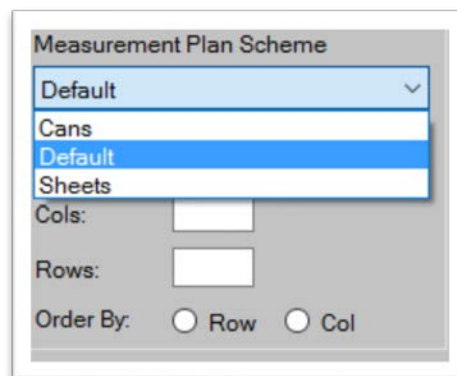 Measurement Plan Scheme
Default
Cans
Default
Sheets
Cols:
Rows:
Order By: Row Col